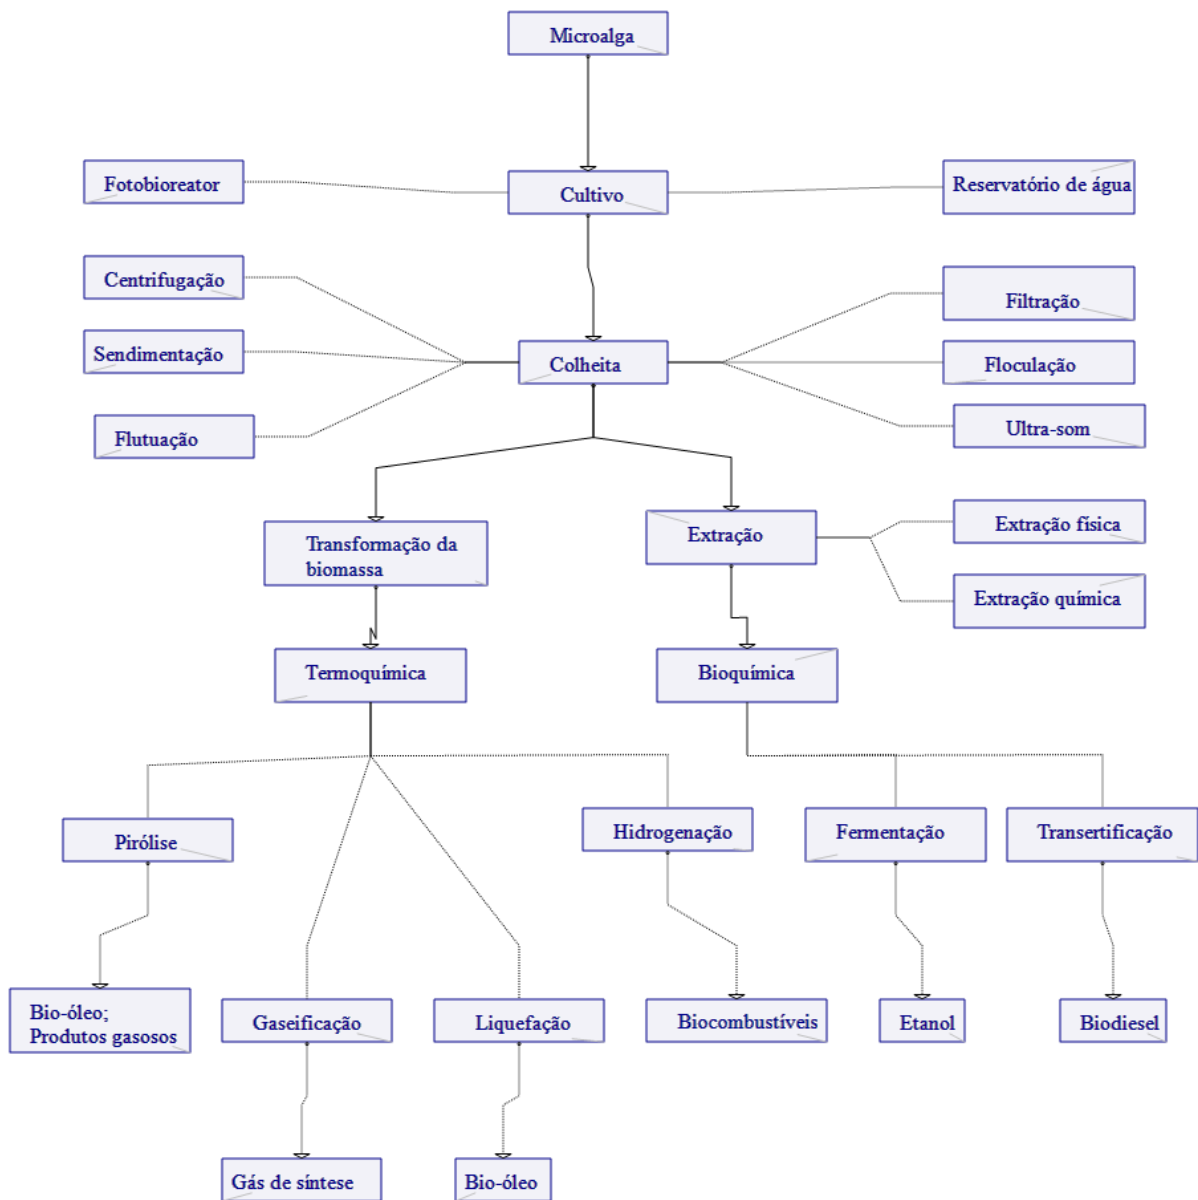 Microalga
Fotobioreator
Cultivo
Reservatório de água
Centrifugação
Filtração
Sendimentação
Colheita
Floculação
Flutuação
Ultra-som
Transformação da
biomassa
Extração
Extração física
Extração química
Termoquímica
Bioquímica
Pirólise
Hidrogenação
Fermentação
Transertificação
Bio-óleo;
Produtos gasosos
Gaseificação
Liquefação
Biocombustíveis
Etanol
Biodiesel
Gás de síntese
Bio-óleo